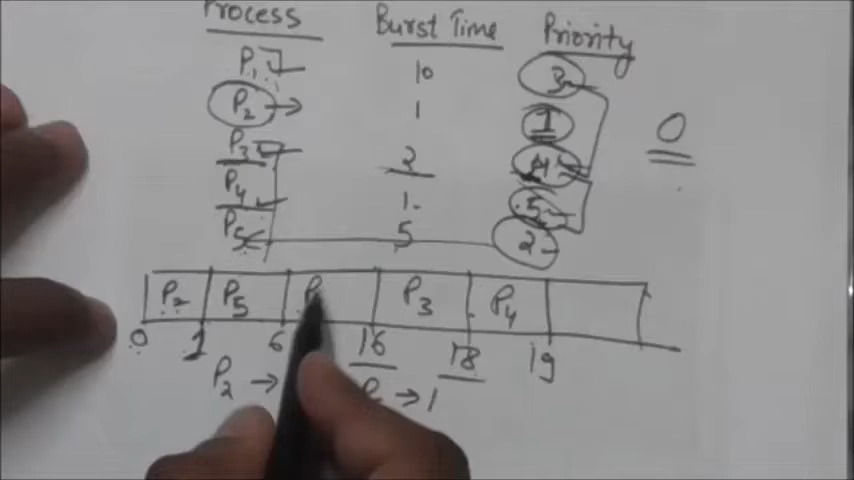 Process Burst Time Priority
P1 10 3
P2 → 1 1 0
P3 2 4
P4 1 5
P5 5 2
P2 P5 P P3 P4
0 1 6 16 18 19
P2 → → 1